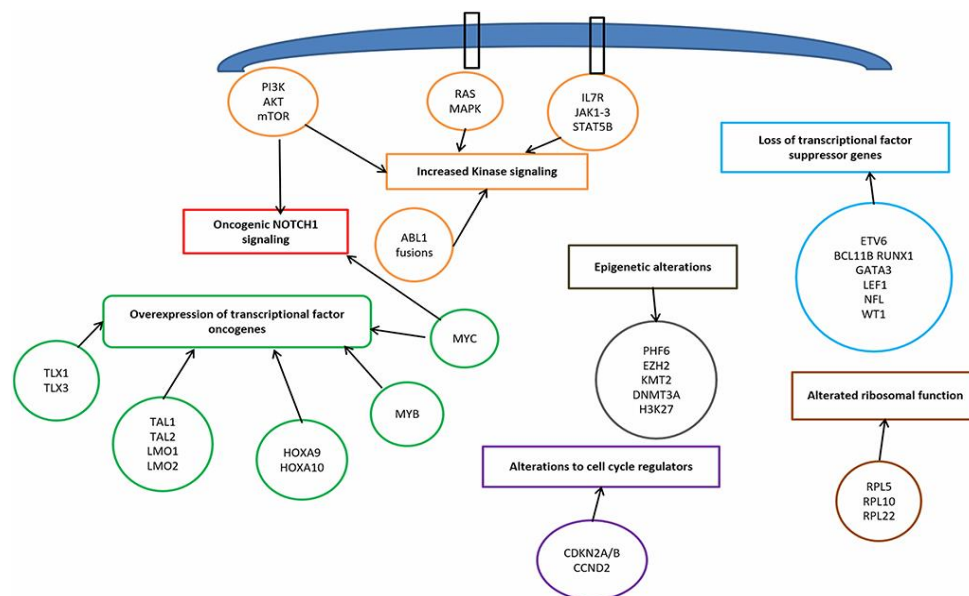 PI3K
AKT
mTOR
RAS
MAPK
IL7R
JAK1-3
STAT5B
Increased Kinase signaling
Loss of transcriptional factor
suppressor genes
Oncogenic NOTCH1
signaling
ABL1
fusions
ETV6
BCL11B RUNX1
GATA3
LEF1
NFL
WT1
Epigenetic alterations
Overexpression of transcriptional factor
oncogenes
MYC
PHF6
EZH2
KMT2
DNMT3A
H3K27
TLX1
TLX3
Altered ribosomal function
MYB
TAL1
TAL2
LMO1
LMO2
HOXA9
HOXA10
Alterations to cell cycle regulators
RPL5
RPL10
RPL22
CDKN2A/B
CCND2